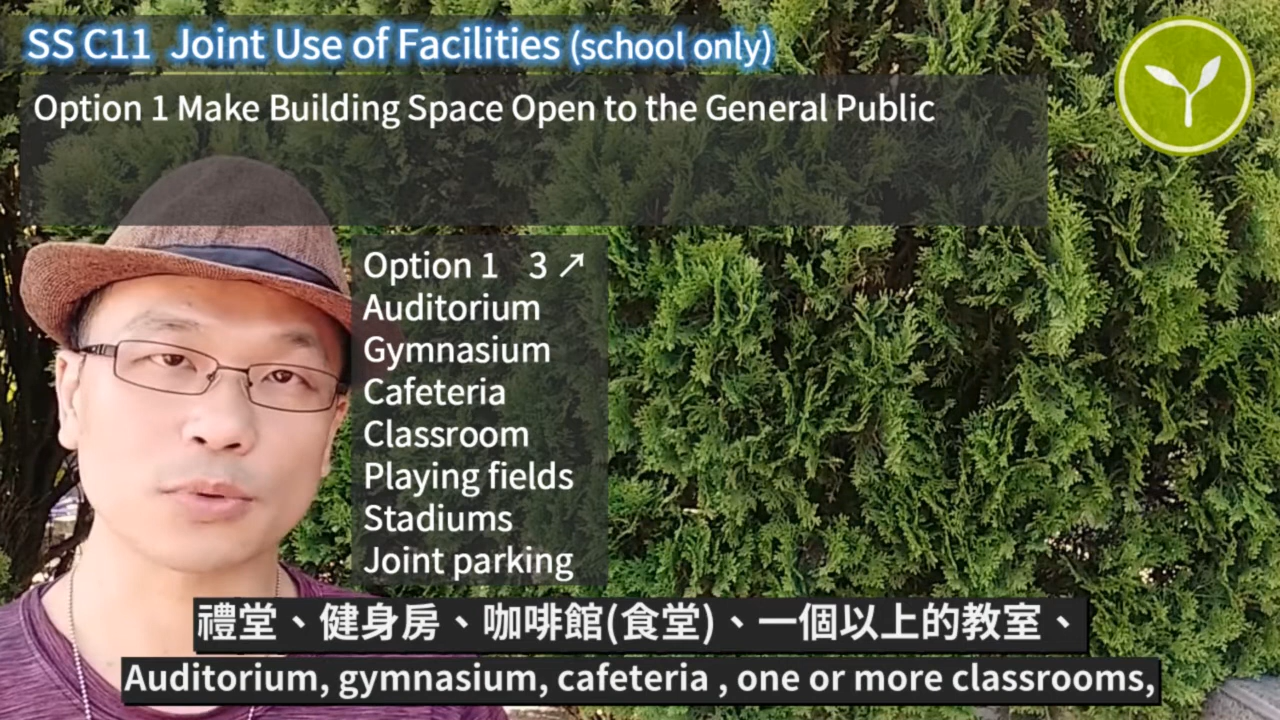 SS C11 Joint Use of Facilities (school only)
Option 1 Make Building Space Open to the General Public
Option 1 3 ↗
Auditorium
Gymnasium
Cafeteria
Classroom
Playing fields
Stadiums
Joint parking
禮堂、健身房、咖啡館(食堂)、一個以上的教室、
Auditorium, gymnasium, cafeteria , one or more classrooms,